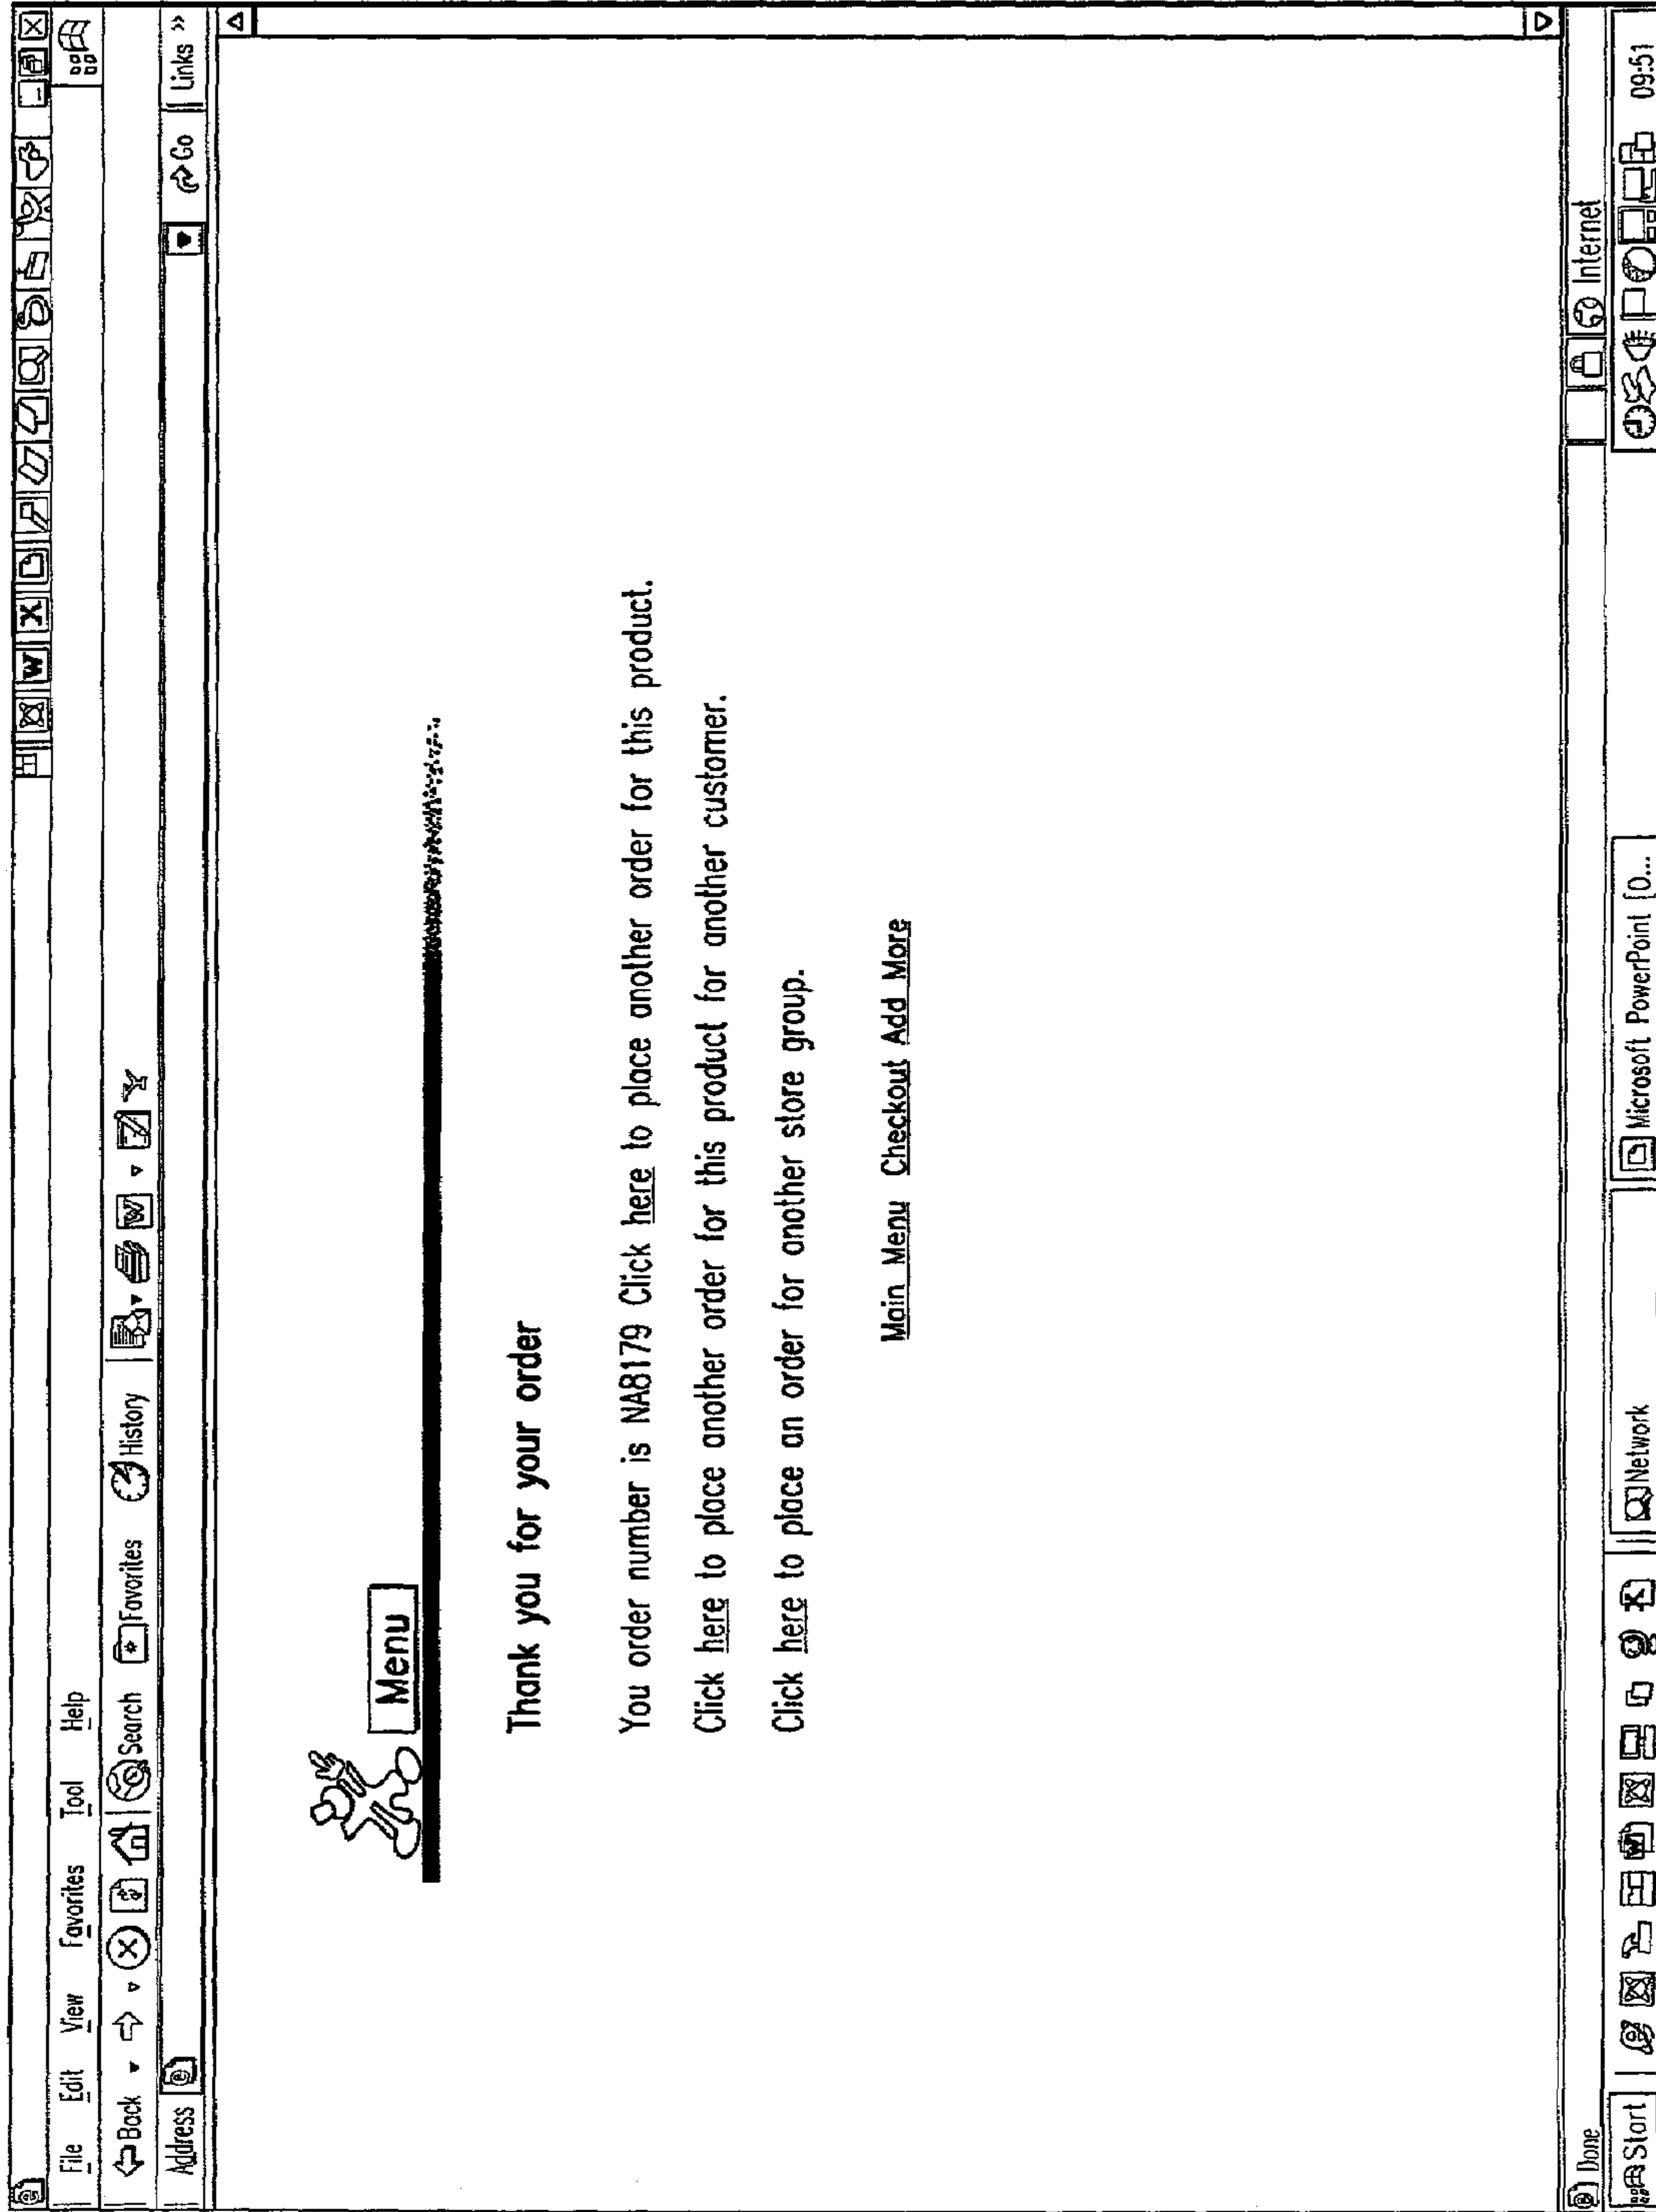 File Edit View Favorites Tool Help
Back Search Favorites History
Address Go Links »
Menu
Thank you for your order
You order number is NA8179 Click here to place another order for this product.
Click here to place another order for this product for another customer.
Click here to place an order for another store group.
Main Menu Checkout Add More
Done Internet
Start Network Microsoft PowerPoint [O... 09:51